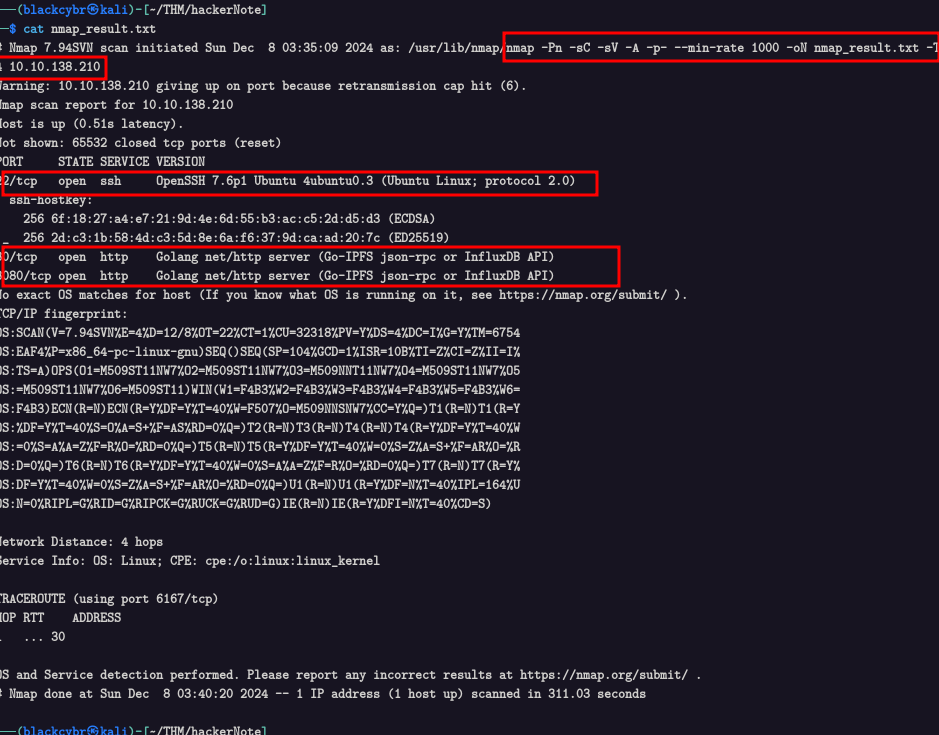 (blackcybr㉿kali)-[~/THM/hackerNote]
$ cat nmap_result.txt
# Nmap 7.94SVN scan initiated Sun Dec  8 03:35:09 2024 as: /usr/lib/nmap/nmap -Pn -sC -sV -A -p- --min-rate 1000 -oN nmap_result.txt -T
4 10.10.138.210
Warning: 10.10.138.210 giving up on port because retransmission cap hit (6).
Nmap scan report for 10.10.138.210
Host is up (0.51s latency).
Not shown: 65532 closed tcp ports (reset)
PORT     STATE SERVICE VERSION
22/tcp   open  ssh     OpenSSH 7.6p1 Ubuntu 4ubuntu0.3 (Ubuntu Linux; protocol 2.0)
ssh-hostkey:
256 6f:18:27:a4:e7:21:9d:4e:6d:55:b3:ac:c5:2d:d5:d3 (ECDSA)
_   256 2d:c3:1b:58:4d:c3:5d:8e:6a:f6:37:9d:ca:ad:20:7c (ED25519)
80/tcp   open  http    Golang net/http server (Go-IPFS json-rpc or InfluxDB API)
8080/tcp open  http    Golang net/http server (Go-IPFS json-rpc or InfluxDB API)
No exact OS matches for host (If you know what OS is running on it, see https://nmap.org/submit/ ).
TCP/IP fingerprint:
OS:SCAN(V=7.94SVN%E=4%D=12/8%OT=22%CT=1%CU=32318%PV=Y%DS=4%DC=I%G=Y%TM=6754
OS:EAF4%P=x86_64-pc-linux-gnu)SEQ()SEQ(SP=104%GCD=1%ISR=10B%TI=Z%CI=Z%II=I%
OS:TS=A)OPS(O1=M509ST11NW7%O2=M509ST11NW7%O3=M509NNT11NW7%O4=M509ST11NW7%O5
OS:=M509ST11NW7%O6=M509ST11)WIN(W1=F4B3%W2=F4B3%W3=F4B3%W4=F4B3%W5=F4B3%W6=
OS:F4B3)ECN(R=N)ECN(R=Y%DF=Y%T=40%W=F507%O=M509NNSNW7%CC=Y%Q=)T1(R=N)T1(R=Y
OS:%DF=Y%T=40%S=O%A=S+%F=AS%RD=0%Q=)T2(R=N)T3(R=N)T4(R=N)T4(R=Y%DF=Y%T=40%W
OS:=0%S=A%A=Z%F=R%O=%RD=0%Q=)T5(R=N)T5(R=Y%DF=Y%T=40%W=0%S=Z%A=S+%F=AR%O=%R
OS:D=0%Q=)T6(R=N)T6(R=Y%DF=Y%T=40%W=0%S=A%A=Z%F=R%O=%RD=0%Q=)T7(R=N)T7(R=Y%
OS:DF=Y%T=40%W=0%S=Z%A=S+%F=AR%O=%RD=0%Q=)U1(R=N)U1(R=Y%DF=N%T=40%IPL=164%U
OS:N=0%RIPL=G%RID=G%RIPCK=G%RUCK=G%RUD=G)IE(R=N)IE(R=Y%DFI=N%T=40%CD=S)
Network Distance: 4 hops
Service Info: OS: Linux; CPE: cpe:/o:linux:linux_kernel
TRACEROUTE (using port 6167/tcp)
HOP RTT    ADDRESS
... 30
OS and Service detection performed. Please report any incorrect results at https://nmap.org/submit/ .
# Nmap done at Sun Dec  8 03:40:20 2024 -- 1 IP address (1 host up) scanned in 311.03 seconds
(blackcybr㉿kali)-[~/THM/hackerNote]